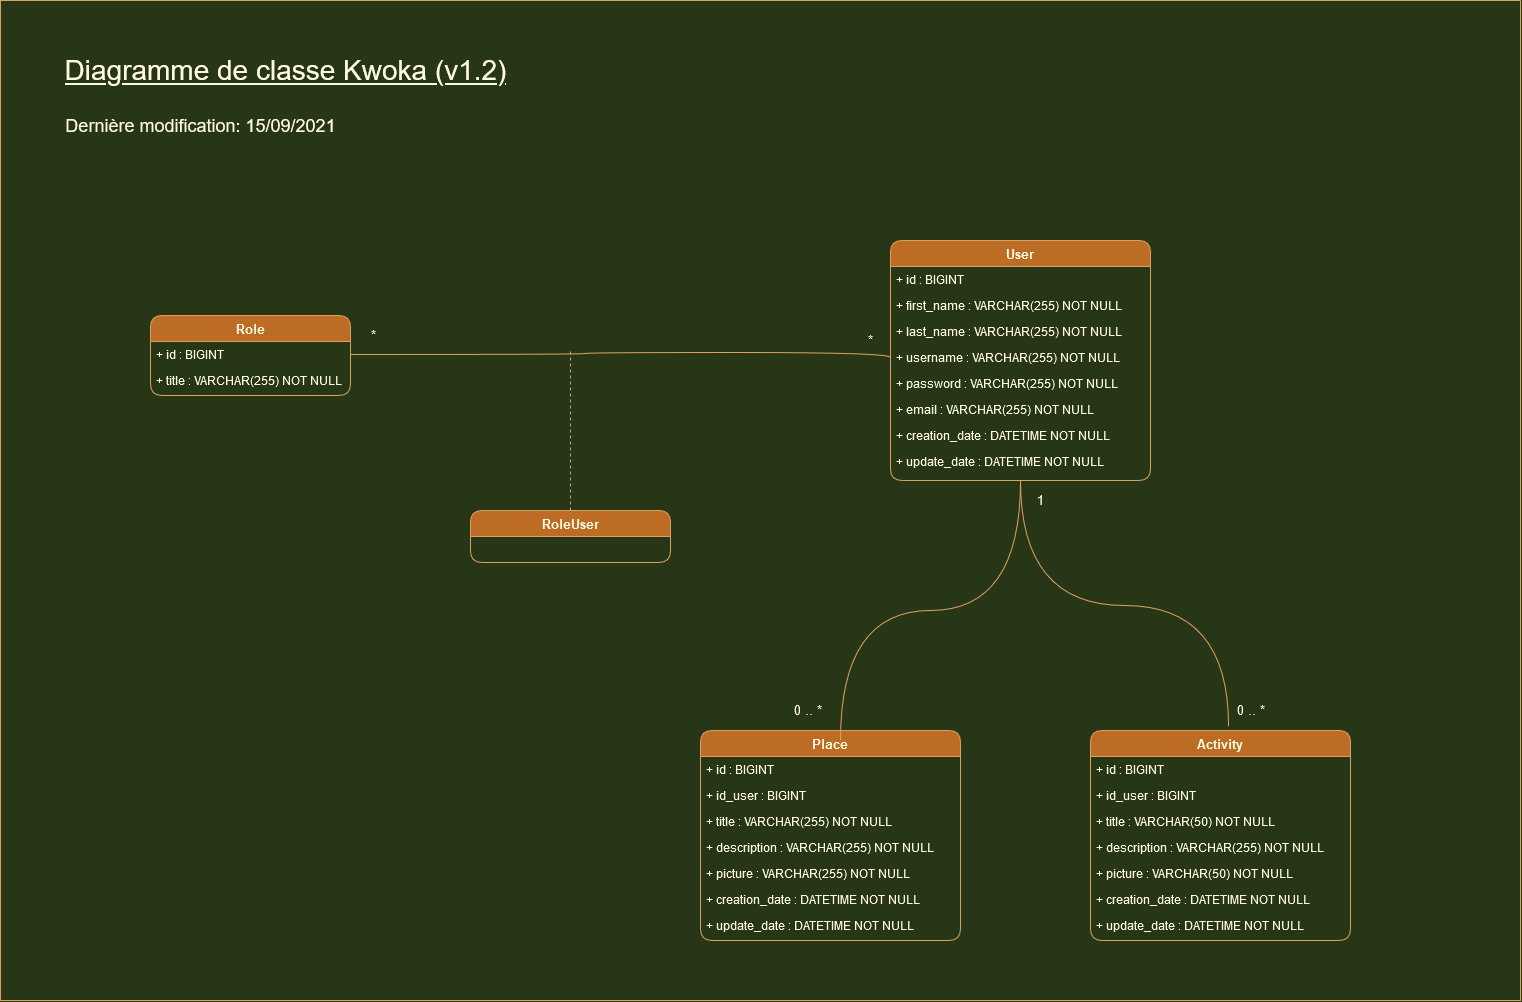 Diagramme de classe Kwoka (v1.2)
Dernière modification: 15/09/2021
User
+ id : BIGINT
+ first_name : VARCHAR(255) NOT NULL
+ last_name : VARCHAR(255) NOT NULL
+ username : VARCHAR(255) NOT NULL
+ password : VARCHAR(255) NOT NULL
+ email : VARCHAR(255) NOT NULL
+ creation_date : DATETIME NOT NULL
+ update_date : DATETIME NOT NULL
Role
+ id : BIGINT
+ title : VARCHAR(255) NOT NULL
*
*
1
RoleUser
0 .. *
0 .. *
Place
+ id : BIGINT
+ id_user : BIGINT
+ title : VARCHAR(255) NOT NULL
+ description : VARCHAR(255) NOT NULL
+ picture : VARCHAR(255) NOT NULL
+ creation_date : DATETIME NOT NULL
+ update_date : DATETIME NOT NULL
Activity
+ id : BIGINT
+ id_user : BIGINT
+ title : VARCHAR(50) NOT NULL
+ description : VARCHAR(255) NOT NULL
+ picture : VARCHAR(50) NOT NULL
+ creation_date : DATETIME NOT NULL
+ update_date : DATETIME NOT NULL